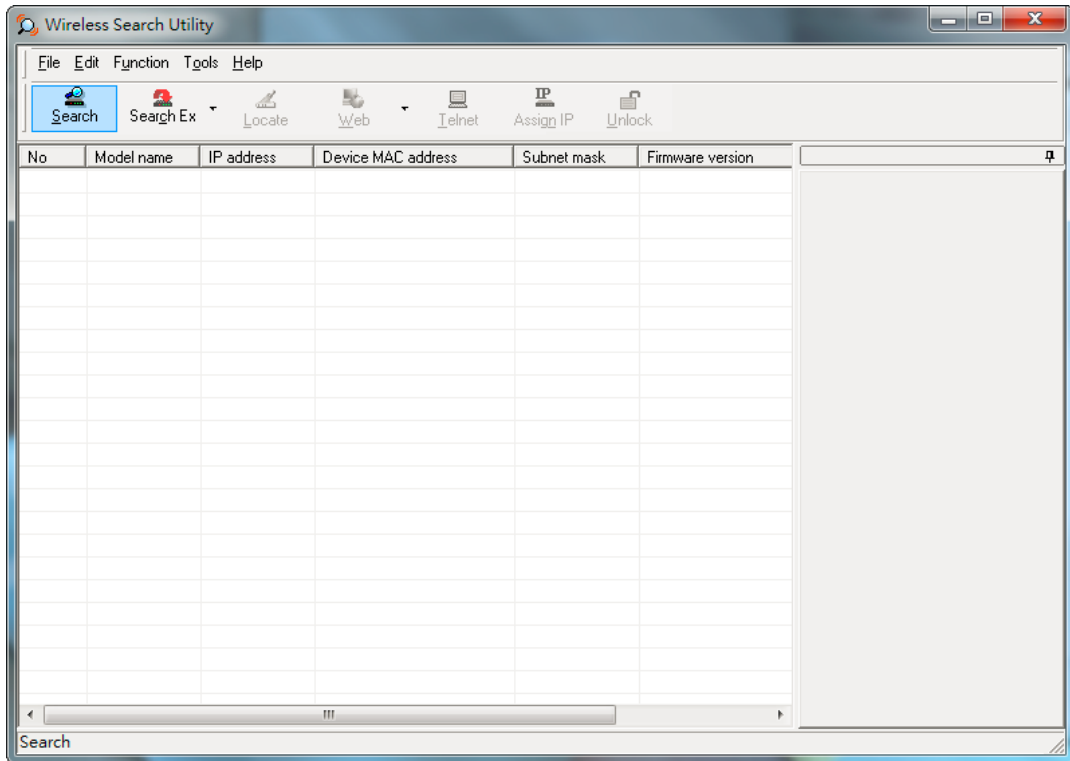 Wireless Search Utility
File Edit Function Tools Help
Search Search Ex Locate Web Telnet IP Assign IP Unlock
No Model name IP address Device MAC address Subnet mask Firmware version
Search